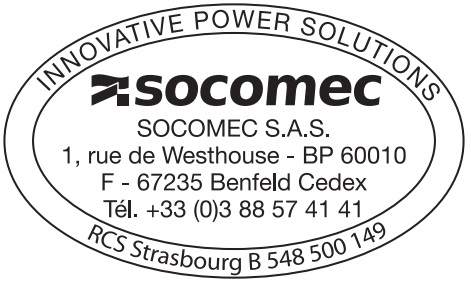 INNOVATIVE POWER SOLUTIONS
socomec
SOCOMEC S.A.S.
1, rue de Westhouse - BP 60010
F - 67235 Benfeld Cedex
Tél. +33 (0)3 88 57 41 41
RCS Strasbourg B 548 500 149